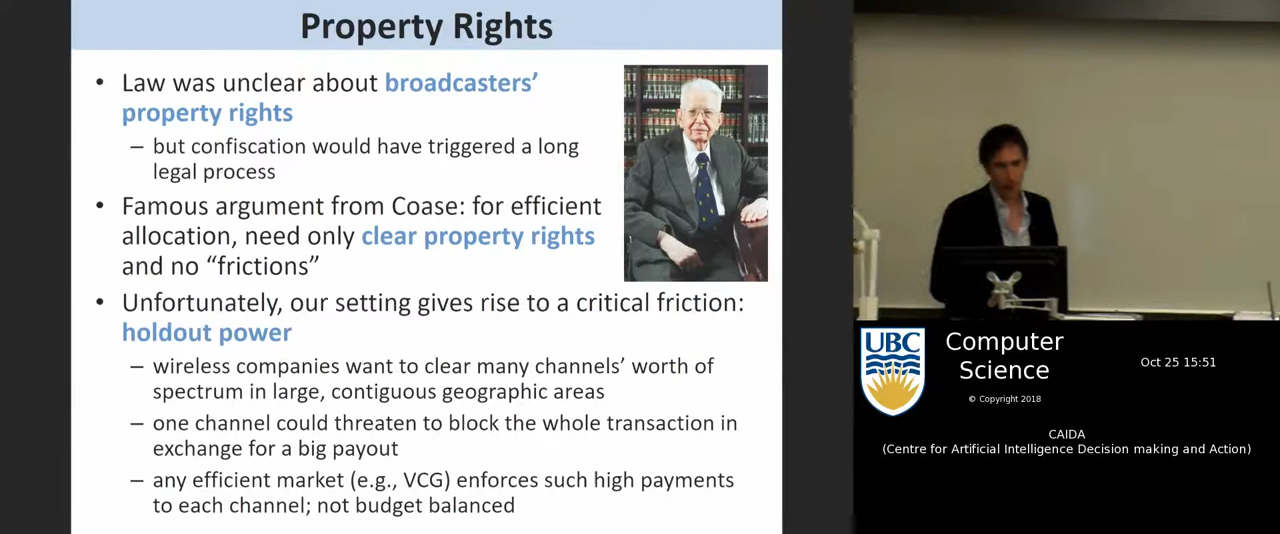 Property Rights
• Law was unclear about broadcasters’
property rights
– but confiscation would have triggered a long
legal process
• Famous argument from Coase: for efficient
allocation, need only clear property rights
and no “frictions”
• Unfortunately, our setting gives rise to a critical friction:
holdout power
– wireless companies want to clear many channels’ worth of
spectrum in large, contiguous geographic areas
– one channel could threaten to block the whole transaction in
exchange for a big payout
– any efficient market (e.g., VCG) enforces such high payments
to each channel; not budget balanced
UBC
Computer
Science
© Copyright 2018
Oct 25 15:51
CAIDA
(Centre for Artificial Intelligence Decision making and Action)